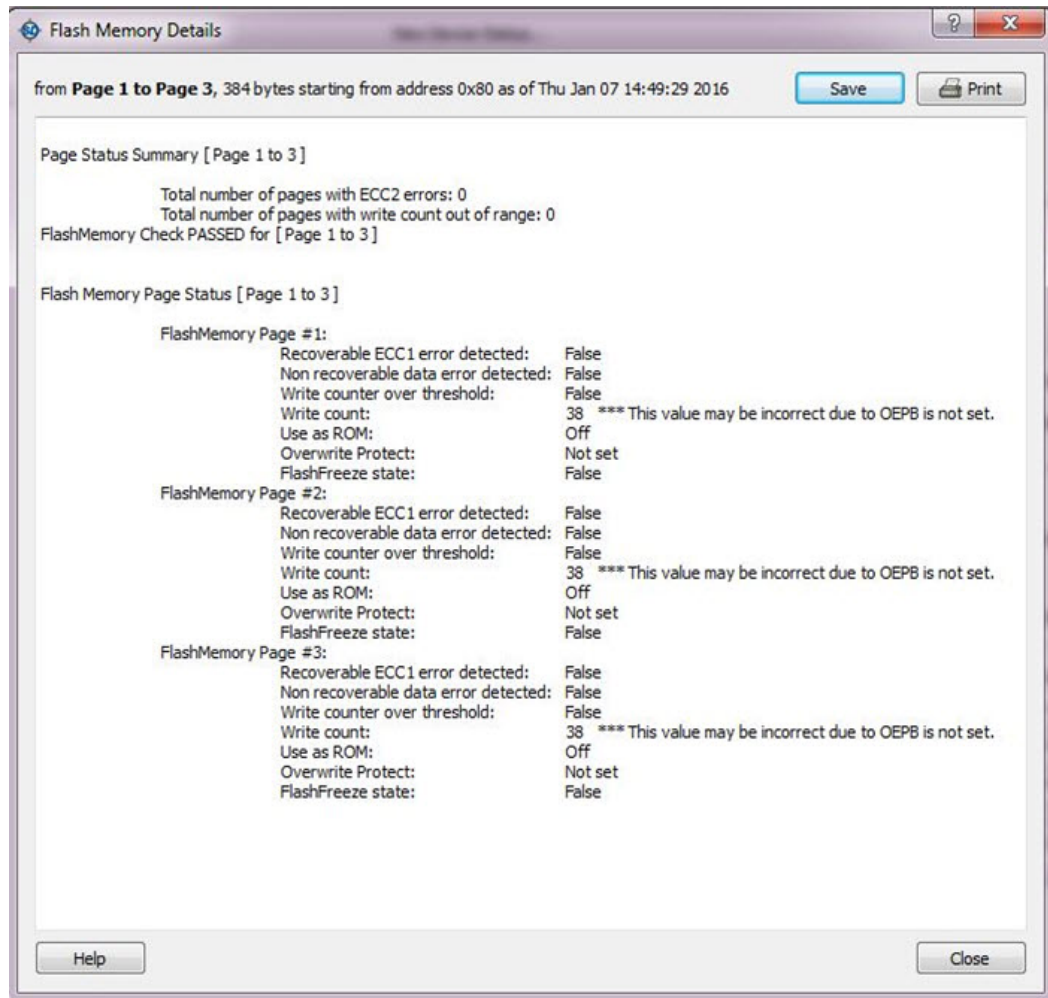 Flash Memory Details
from Page 1 to Page 3, 384 bytes starting from address 0x80 as of Thu Jan 07 14:49:29 2016 Save Print
Page Status Summary [ Page 1 to 3 ]
Total number of pages with ECC2 errors: 0
Total number of pages with write count out of range: 0
FlashMemory Check PASSED for [ Page 1 to 3 ]
Flash Memory Page Status [ Page 1 to 3 ]
FlashMemory Page #1:
Recoverable ECC1 error detected: False
Non recoverable data error detected: False
Write counter over threshold: False
Write count: 38 *** This value may be incorrect due to OEPB is not set.
Use as ROM: Off
Overwrite Protect: Not set
FlashFreeze state: False
FlashMemory Page #2:
Recoverable ECC1 error detected: False
Non recoverable data error detected: False
Write counter over threshold: False
Write count: 38 *** This value may be incorrect due to OEPB is not set.
Use as ROM: Off
Overwrite Protect: Not set
FlashFreeze state: False
FlashMemory Page #3:
Recoverable ECC1 error detected: False
Non recoverable data error detected: False
Write counter over threshold: False
Write count: 38 *** This value may be incorrect due to OEPB is not set.
Use as ROM: Off
Overwrite Protect: Not set
FlashFreeze state: False
Help Close